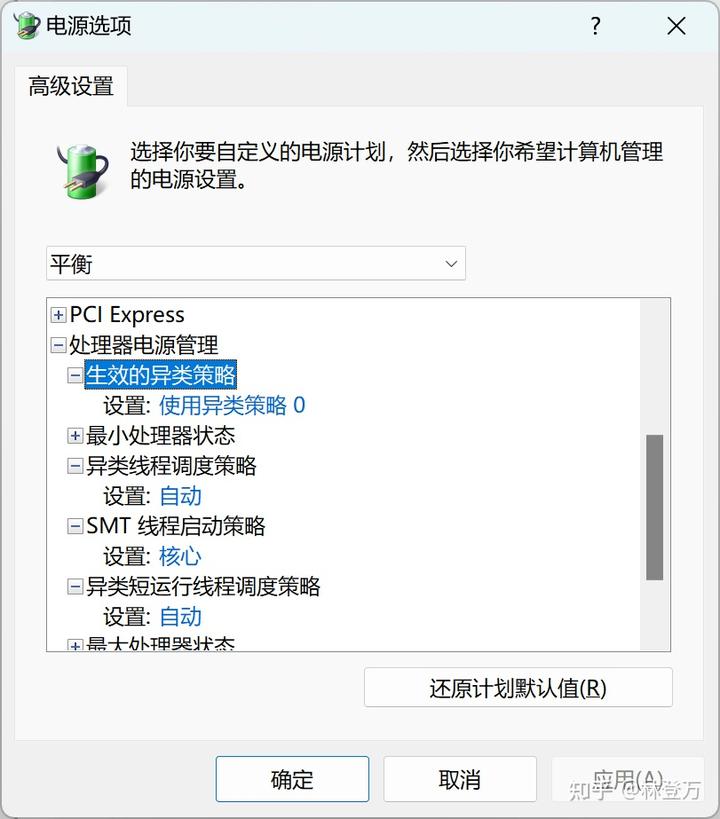 电源选项
高级设置
选择你要自定义的电源计划，然后选择你希望计算机管理
的电源设置。
平衡
PCI Express
处理器电源管理
生效的异类策略
设置: 使用异类策略 0
最小处理器状态
异类线程调度策略
设置: 自动
SMT 线程启动策略
设置: 核心
异类短运行线程调度策略
设置: 自动
最大处理器状态
还原计划默认值(R)
确定
取消
应用(A)
知乎 @林登万